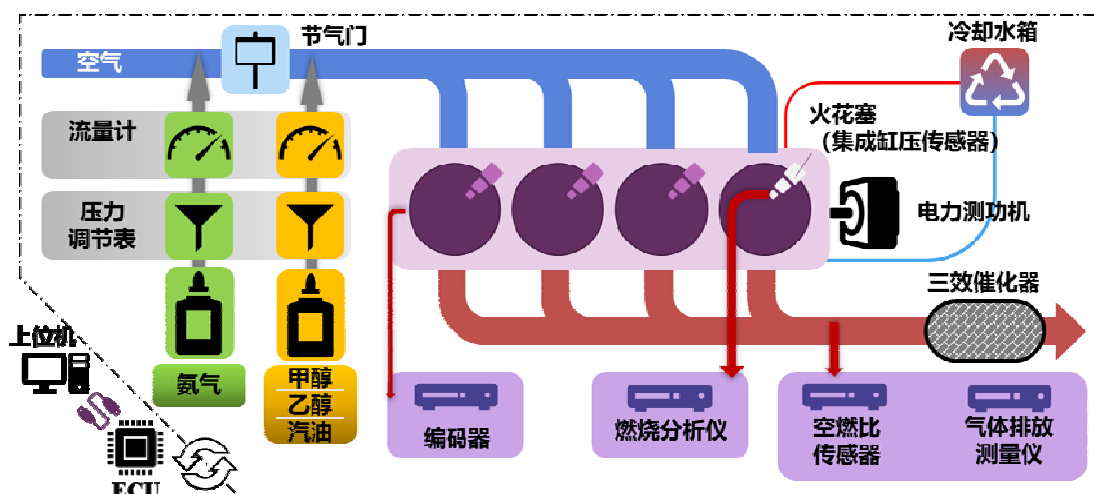 节气门
冷却水箱
空气
流量计
火花塞
(集成缸压传感器)
压力
调节表
电力测功机
三效催化器
上位机
氨气
甲醇
乙醇
汽油
编码器
燃烧分析仪
空燃比
传感器
气体排放
测量仪
ECU